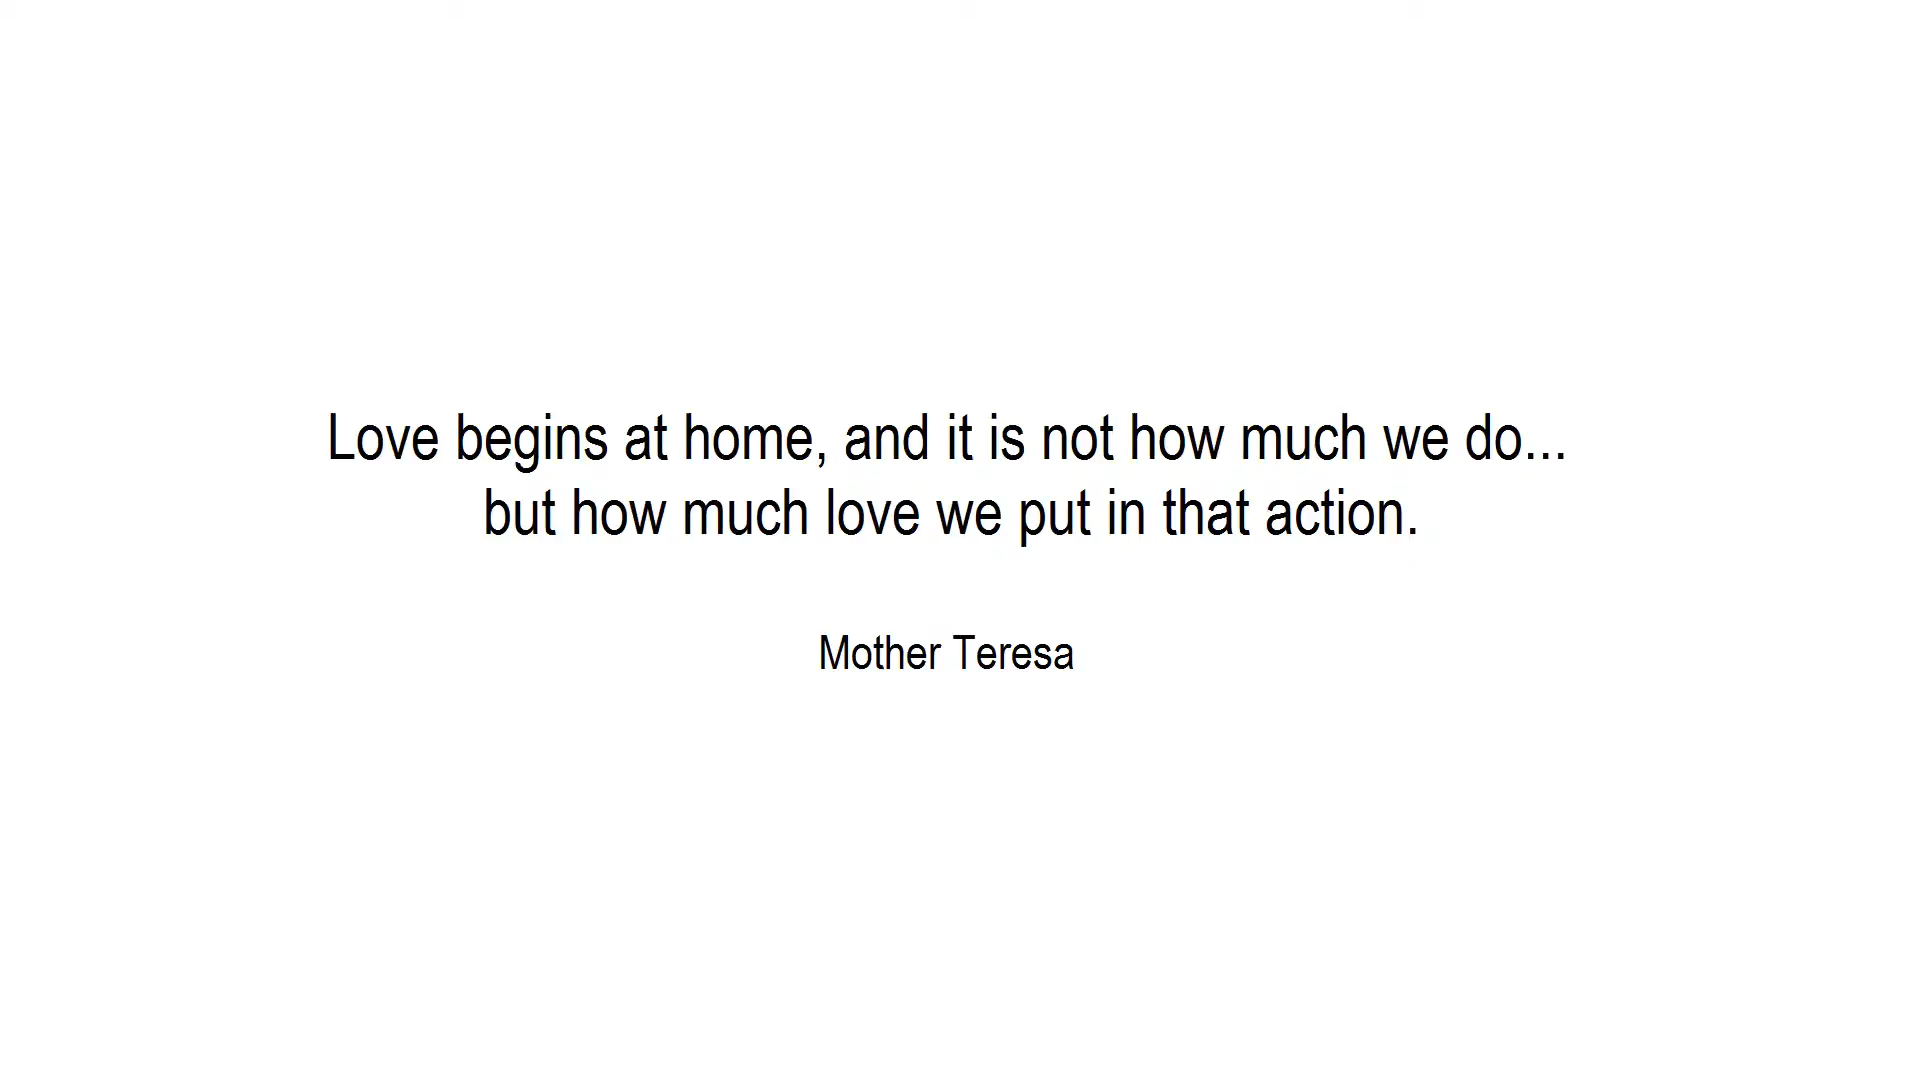 Love begins at home, and it is not how much we do...
but how much love we put in that action.
Mother Teresa